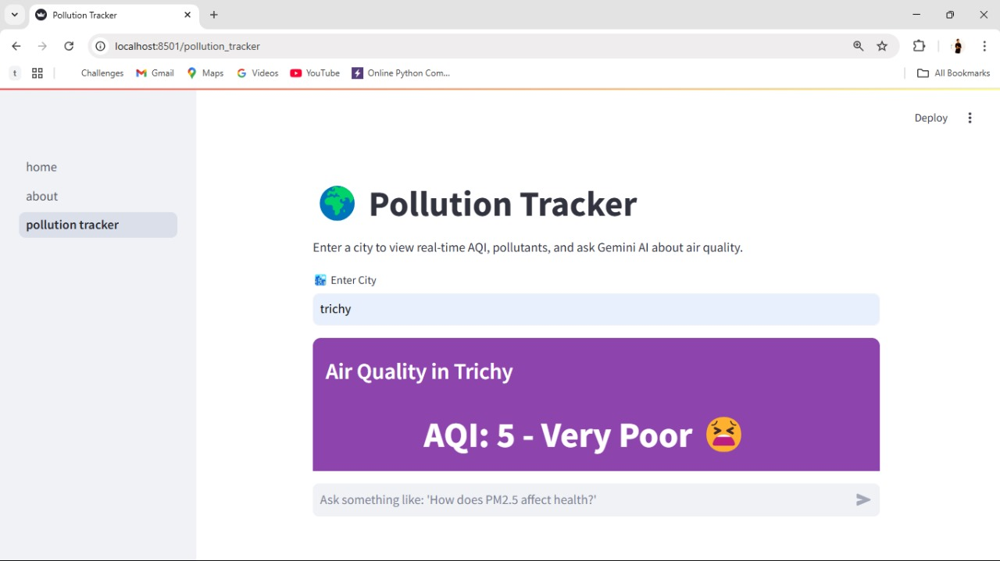 Pollution Tracker
localhost:8501/pollution_tracker
t
Challenges
Gmail
Maps
Videos
YouTube
Online Python Com...
All Bookmarks
Deploy
home
about
pollution tracker
Pollution Tracker
Enter a city to view real-time AQI, pollutants, and ask Gemini AI about air quality.
Enter City
trichy
Air Quality in Trichy
AQI: 5 - Very Poor
Ask something like: 'How does PM2.5 affect health?'